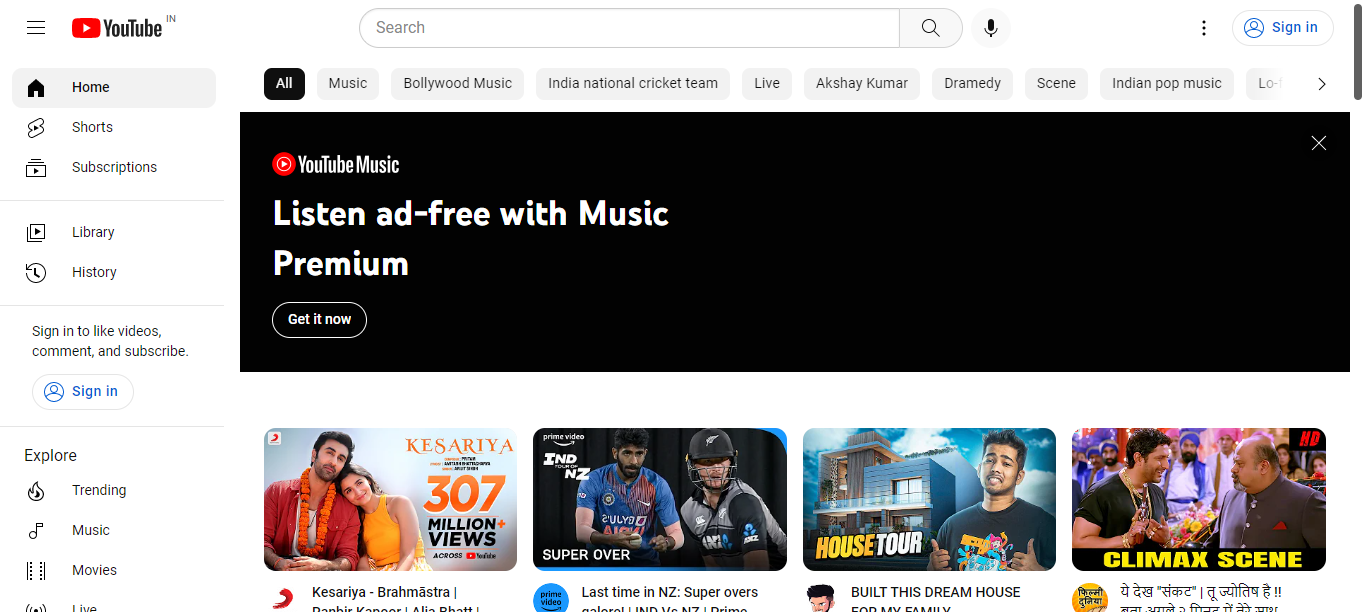 YouTube IN
Search
Sign in
Home
Shorts
Subscriptions
Library
History
Sign in to like videos,
comment, and subscribe.
Sign in
Explore
Trending
Music
Movies
Live
All
Music
Bollywood Music
India national cricket team
Live
Akshay Kumar
Dramedy
Scene
Indian pop music
YouTube Music
Listen ad-free with Music
Premium
Get it now
KESARIYA
307
MILLION+
VIEWS
ACROSS YouTube
Kesariya - Brahmāstra |
Ranbir Kapoor | Alia Bhatt |
prime video
IND
TOUR OF
NZ
SUPER OVER
prime
video
Last time in NZ: Super overs
galore! | IND Vs NZ | Prime
HOUSE TOUR
BUILT THIS DREAM HOUSE
FOR MY FAMILY
HD
CLIMAX SCENE
फिल्मी
दुनिया
ये देख "संकट" | तू ज्योतिष है !!
बता अगले २ मिनट में तेरे साथ